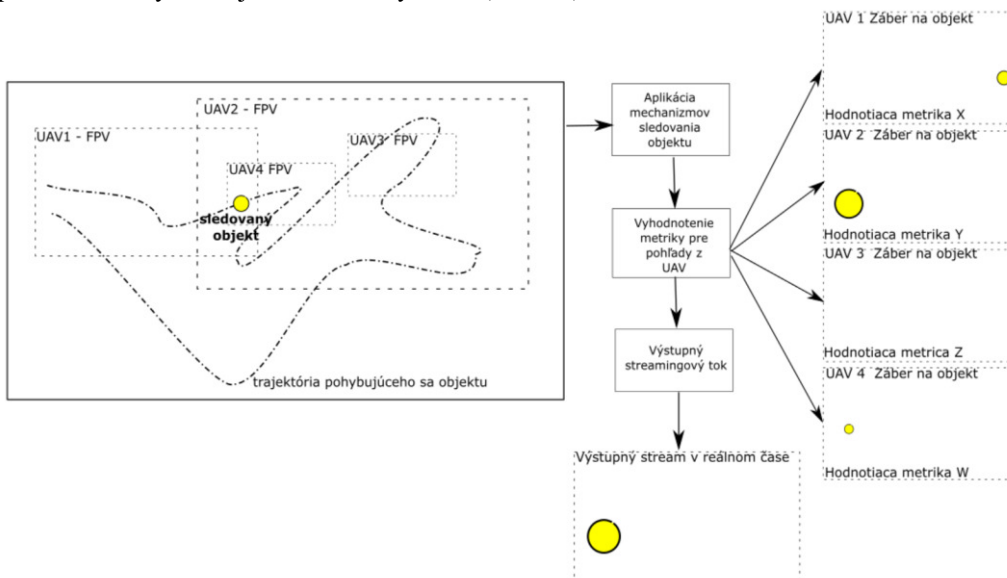 UAV2 - FPV
UAV1 - FPV
UAV3 FPV
UAV4 FPV
sledovaný
objekt
trajektória pohybujúceho sa objektu
Aplikácia
mechanizmov
sledovania
objektu
Vyhodnotenie
metriky pre
pohľady z
UAV
Výstupný
streamingový tok
Výstupný stream v reálnom čase
UAV 1 Záber na objekt
Hodnotiaca metrika X
UAV 2 Záber na objekt
Hodnotiaca metrika Y
UAV 3 Záber na objekt
Hodnotiaca metrica Z
UAV 4 Záber na objekt
Hodnotiaca metrika W